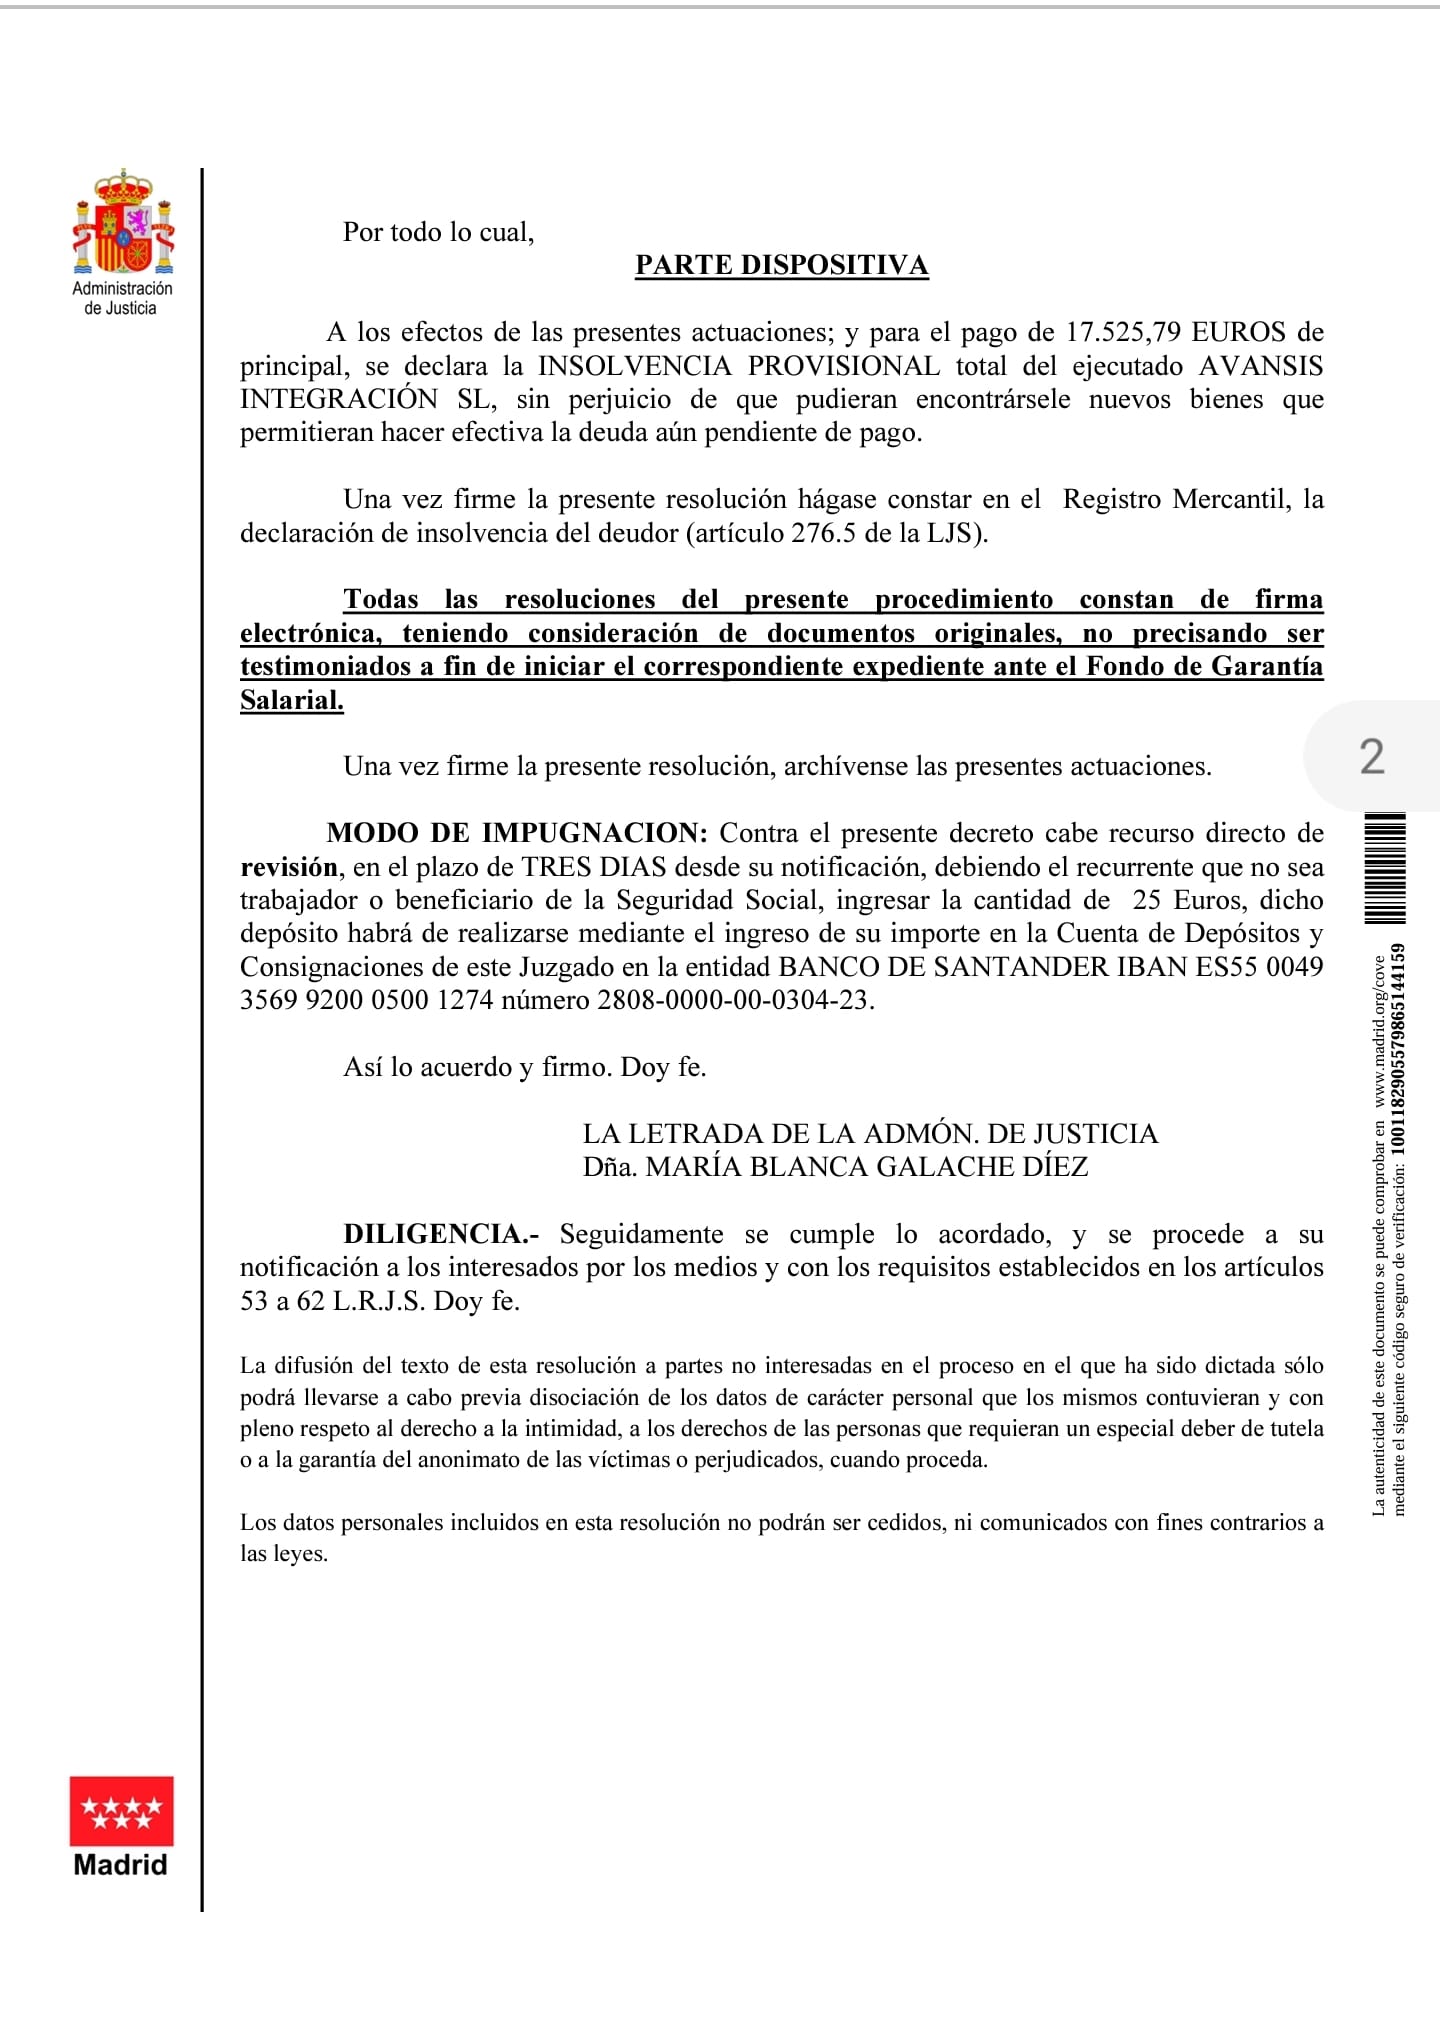 Administración
de Justicia
Por todo lo cual,
PARTE DISPOSITIVA
A los efectos de las presentes actuaciones; y para el pago de 17.525,79 EUROS de
principal, se declara la INSOLVENCIA PROVISIONAL total del ejecutado AVANSIS
INTEGRACIÓN SL, sin perjuicio de que pudieran encontrársele nuevos bienes que
permitieran hacer efectiva la deuda aún pendiente de pago.
Una vez firme la presente resolución hágase constar en el Registro Mercantil, la
declaración de insolvencia del deudor (artículo 276.5 de la LJS).
Todas las resoluciones del presente procedimiento constan de firma
electrónica, teniendo consideración de documentos originales, no precisando ser
testimoniados a fin de iniciar el correspondiente expediente ante el Fondo de Garantía
Salarial.
Una vez firme la presente resolución, archívense las presentes actuaciones.
MODO DE IMPUGNACION: Contra el presente decreto cabe recurso directo de
revisión, en el plazo de TRES DIAS desde su notificación, debiendo el recurrente que no sea
trabajador o beneficiario de la Seguridad Social, ingresar la cantidad de 25 Euros, dicho
depósito habrá de realizarse mediante el ingreso de su importe en la Cuenta de Depósitos y
Consignaciones de este Juzgado en la entidad BANCO DE SANTANDER IBAN ES55 0049
3569 9200 0500 1274 número 2808-0000-00-0304-23.
Así lo acuerdo y firmo. Doy fe.
LA LETRADA DE LA ADMÓN. DE JUSTICIA
Dña. MARÍA BLANCA GALACHE DÍEZ
DILIGENCIA.- Seguidamente se cumple lo acordado, y se procede a su
notificación a los interesados por los medios y con los requisitos establecidos en los artículos
53 a 62 L.R.J.S. Doy fe.
La difusión del texto de esta resolución a partes no interesadas en el proceso en el que ha sido dictada sólo
podrá llevarse a cabo previa disociación de los datos de carácter personal que los mismos contuvieran y con
pleno respeto al derecho a la intimidad, a los derechos de las personas que requieran un especial deber de tutela
o a la garantía del anonimato de las víctimas o perjudicados, cuando proceda.
Los datos personales incluidos en esta resolución no podrán ser cedidos, ni comunicados con fines contrarios a
las leyes.
2
La autenticidad de este documento se puede comprobar en www.madrid.org/cove
mediante el siguiente código seguro de verificación: 1001182905579865144159
Madrid